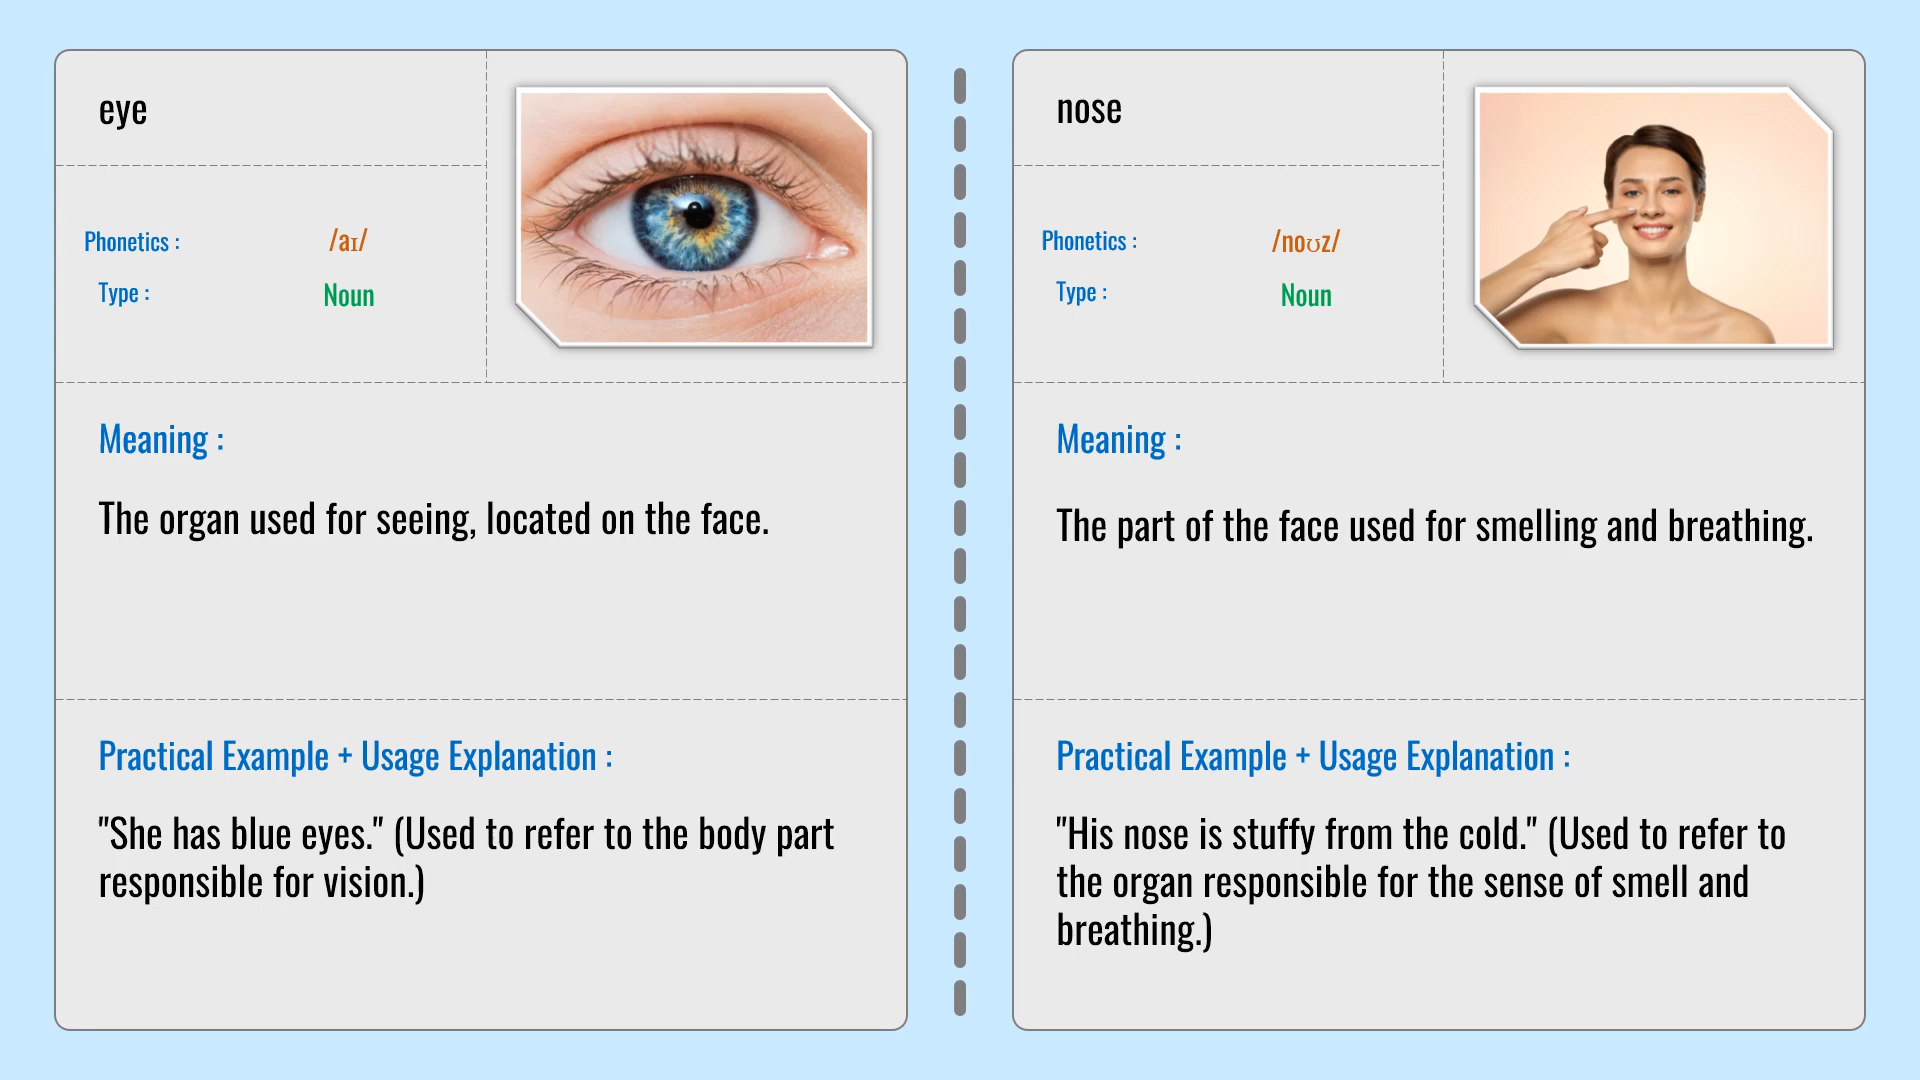 eye
Phonetics :
/aɪ/
Type :
Noun
Meaning :
The organ used for seeing, located on the face.
Practical Example + Usage Explanation :
"She has blue eyes." (Used to refer to the body part
responsible for vision.)
nose
Phonetics :
/noʊz/
Type :
Noun
Meaning :
The part of the face used for smelling and breathing.
Practical Example + Usage Explanation :
"His nose is stuffy from the cold." (Used to refer to
the organ responsible for the sense of smell and
breathing.)